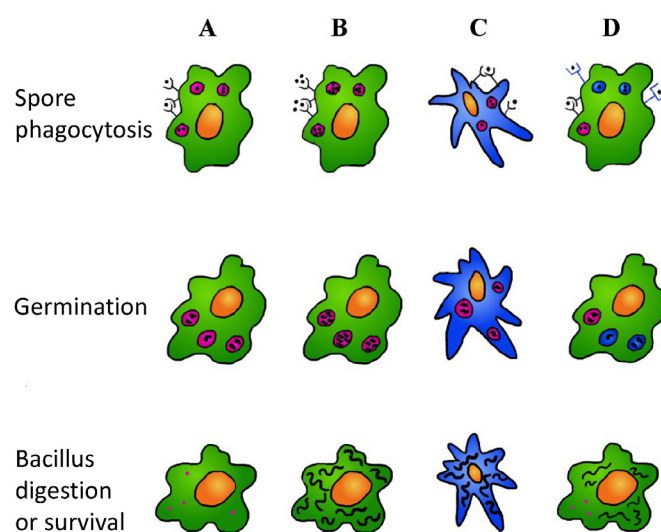 A B C D
Spore
phagocytosis
Germination
Bacillus
digestion
or survival